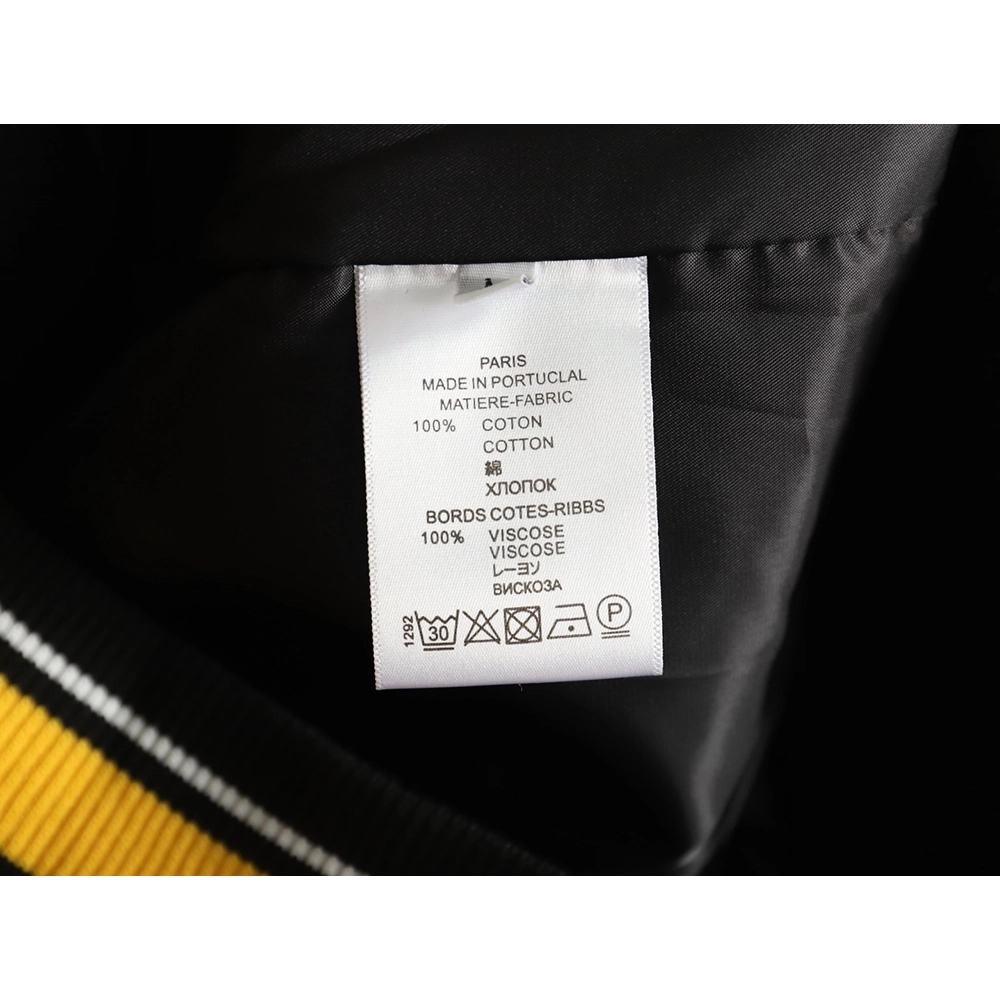 PARIS
MADE IN PORTUCLAL
MATIERE-FABRIC
100% COTON
COTTON
綿
ХЛОПОК
BORDS COTES-RIBBS
100% VISCOSE
VISCOSE
レーヨソ
ВИСКОЗА
1292 30 P